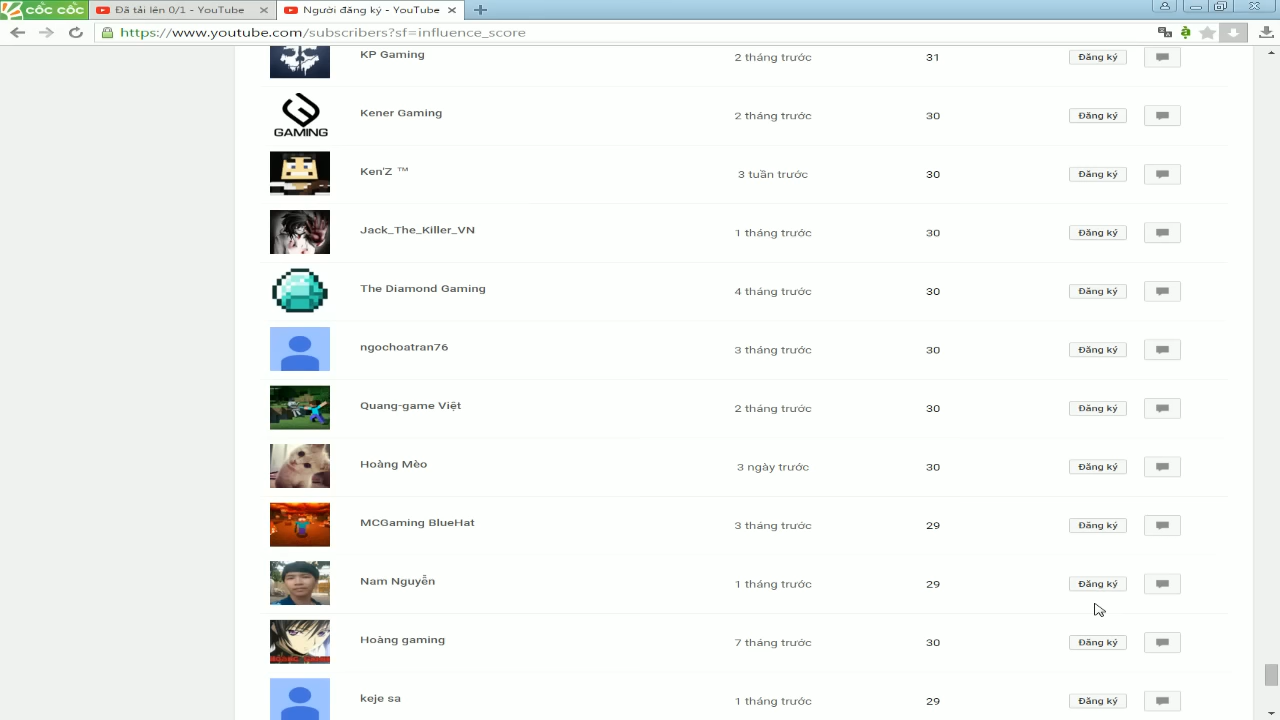 cốc cốc
Đã tải lên 0/1 - YouTube
Người đăng ký - YouTube
https://www.youtube.com/subscribers?sf=influence_score
KP Gaming 2 tháng trước 31 Đăng ký
GAMING Kener Gaming 2 tháng trước 30 Đăng ký
Ken'Z ™ 3 tuần trước 30 Đăng ký
Jack_The_Killer_VN 1 tháng trước 30 Đăng ký
The Diamond Gaming 4 tháng trước 30 Đăng ký
ngochoatran76 3 tháng trước 30 Đăng ký
Quang-game Việt 2 tháng trước 30 Đăng ký
Hoàng Mèo 3 ngày trước 30 Đăng ký
MCGaming BlueHat 3 tháng trước 29 Đăng ký
Nam Nguyễn 1 tháng trước 29 Đăng ký
Hoàng gaming 7 tháng trước 30 Đăng ký
keje sa 1 tháng trước 29 Đăng ký